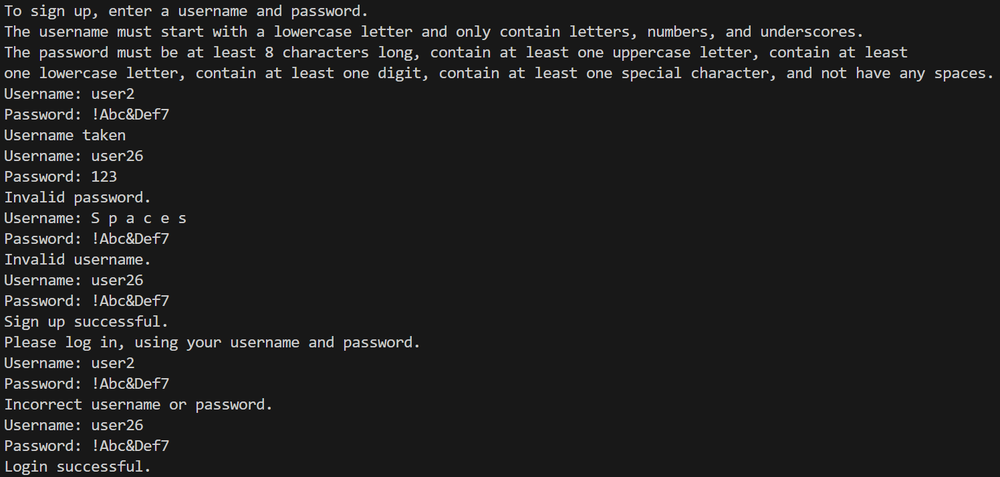 To sign up, enter a username and password.
The username must start with a lowercase letter and only contain letters, numbers, and underscores.
The password must be at least 8 characters long, contain at least one uppercase letter, contain at least
one lowercase letter, contain at least one digit, contain at least one special character, and not have any spaces.
Username: user2
Password: !Abc&Def7
Username taken
Username: user26
Password: 123
Invalid password.
Username: S p a c e s
Password: !Abc&Def7
Invalid username.
Username: user26
Password: !Abc&Def7
Sign up successful.
Please log in, using your username and password.
Username: user2
Password: !Abc&Def7
Incorrect username or password.
Username: user26
Password: !Abc&Def7
Login successful.